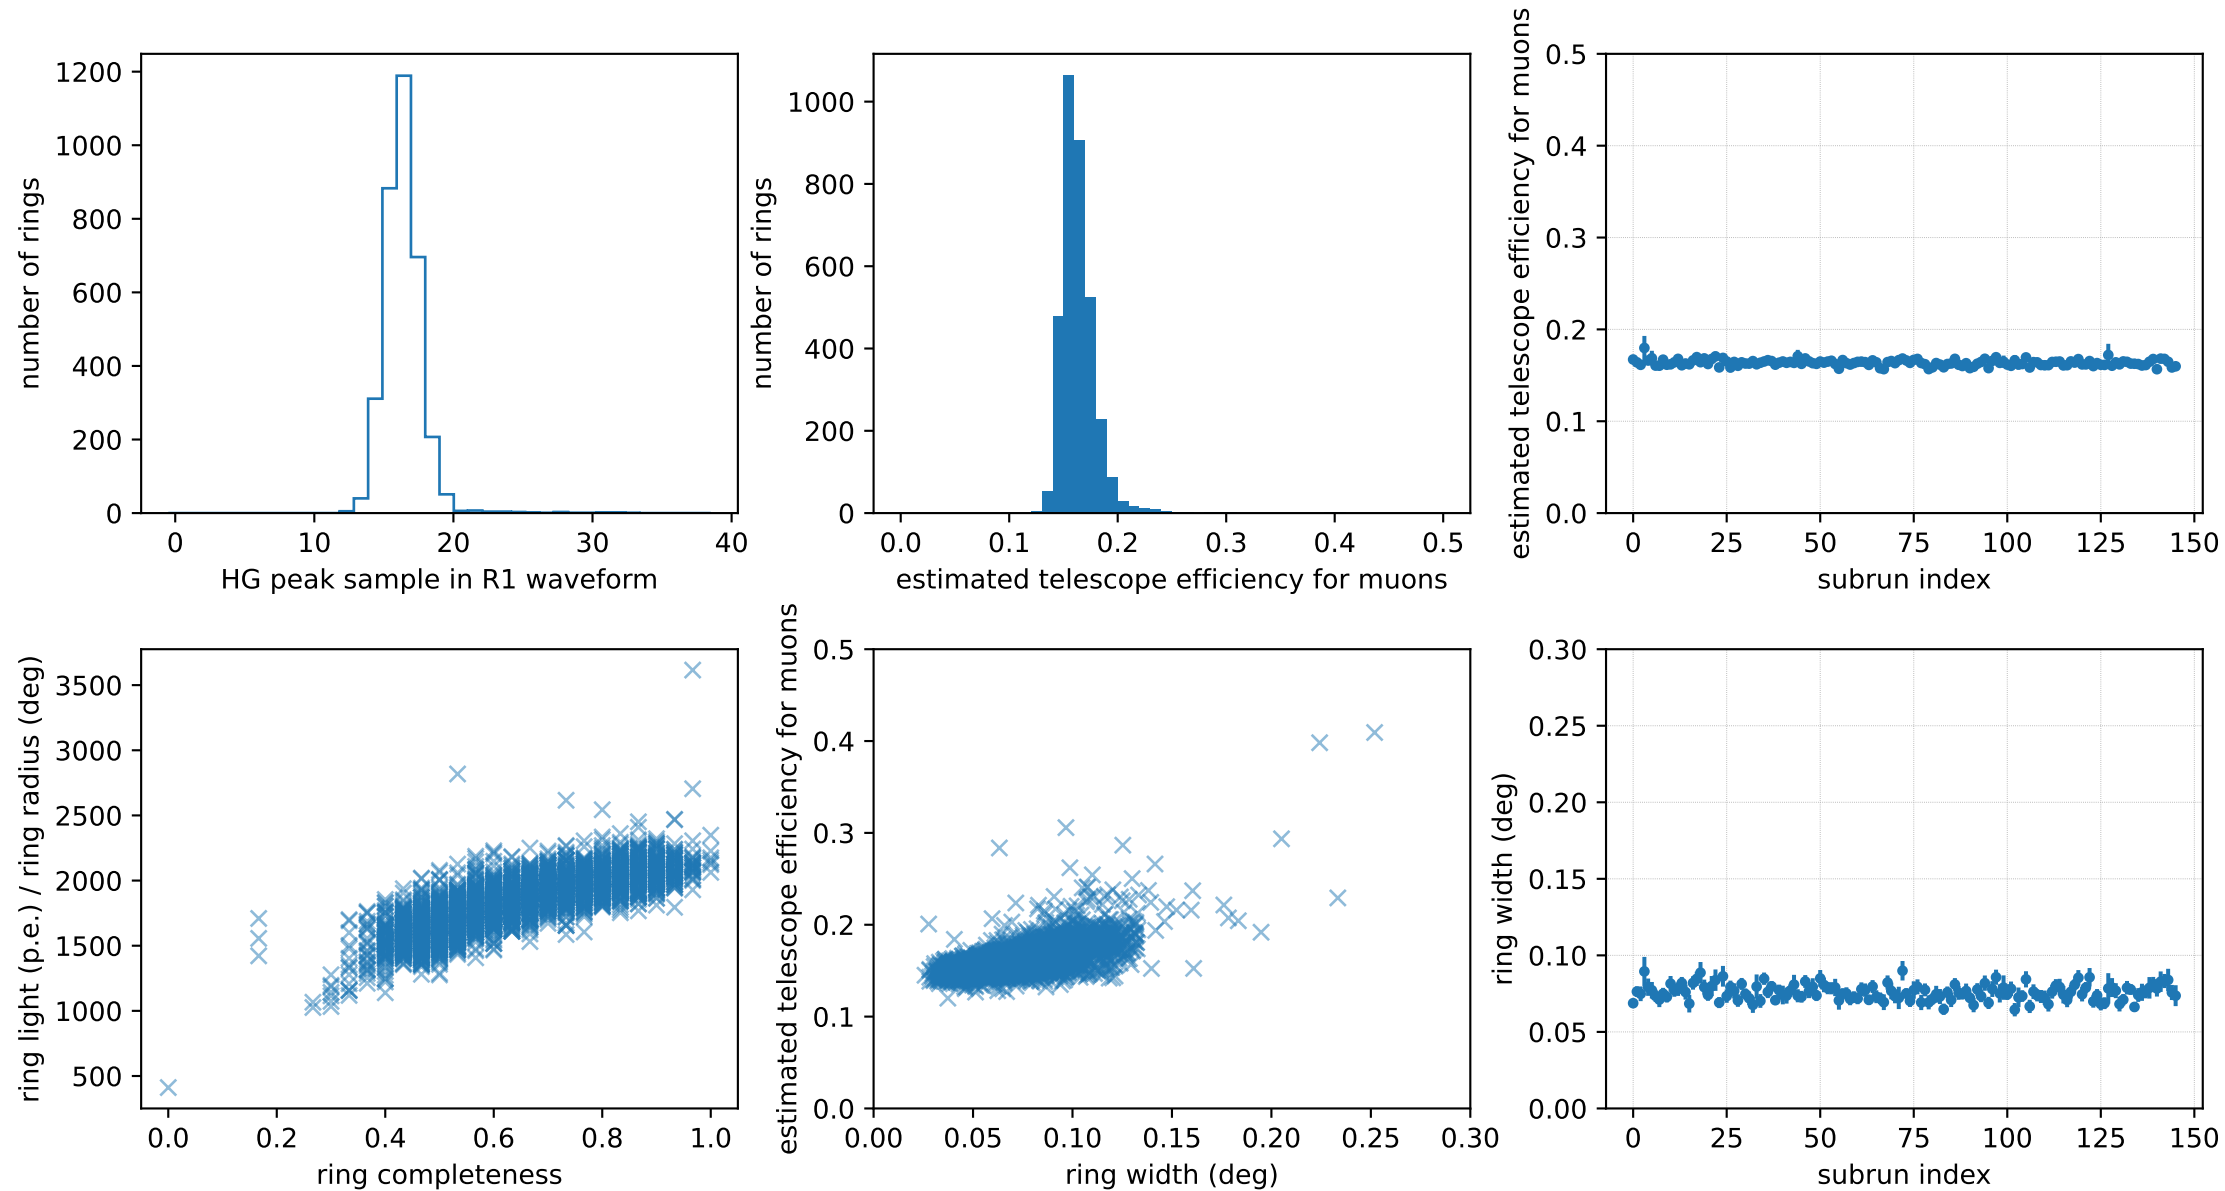 number of rings
1200
1000
800
600
400
200
0
0 10 20 30 40
HG peak sample in R1 waveform
number of rings
1000
800
600
400
200
0
0.0 0.1 0.2 0.3 0.4 0.5
estimated telescope efficiency for muons
estimated telescope efficiency for muons
0.5
0.4
0.3
0.2
0.1
0.0
0 25 50 75 100 125 150
subrun index
ring light (p.e.) / ring radius (deg)
3500
3000
2500
2000
1500
1000
500
0.0 0.2 0.4 0.6 0.8 1.0
ring completeness
estimated telescope efficiency for muons
0.5
0.4
0.3
0.2
0.1
0.0
0.00 0.05 0.10 0.15 0.20 0.25 0.30
ring width (deg)
ring width (deg)
0.30
0.25
0.20
0.15
0.10
0.05
0.00
0 25 50 75 100 125 150
subrun index